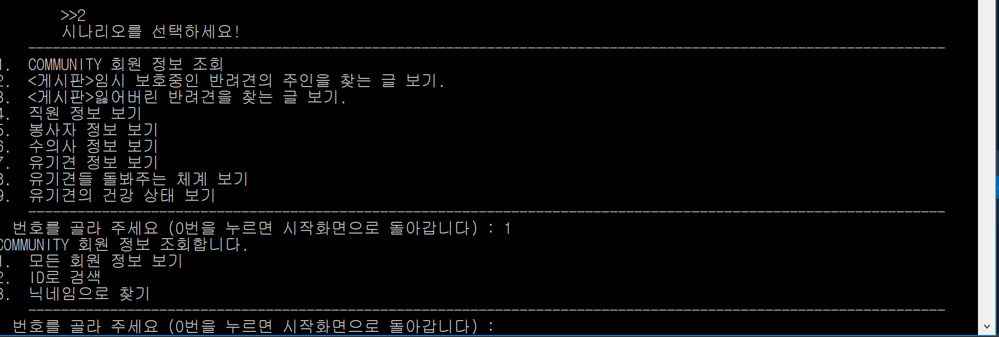 >>2
시나리오를 선택하세요!
----------------------------------------------------------------------------------------------------------------
1. COMMUNITY 회원 정보 조회
2. <게시판>임시 보호중인 반려견의 주인을 찾는 글 보기.
3. <게시판>잃어버린 반려견을 찾는 글 보기.
4. 직원 정보 보기
5. 봉사자 정보 보기
6. 수의사 정보 보기
7. 유기견 정보 보기
8. 유기견들 돌봐주는 체계 보기
9. 유기견의 건강 상태 보기
----------------------------------------------------------------------------------------------------------------
번호를 골라 주세요 (0번을 누르면 시작화면으로 돌아갑니다) : 1
COMMUNITY 회원 정보 조회합니다.
1. 모든 회원 정보 보기
2. ID로 검색
3. 닉네임으로 찾기
----------------------------------------------------------------------------------------------------------------
번호를 골라 주세요 (0번을 누르면 시작화면으로 돌아갑니다) :